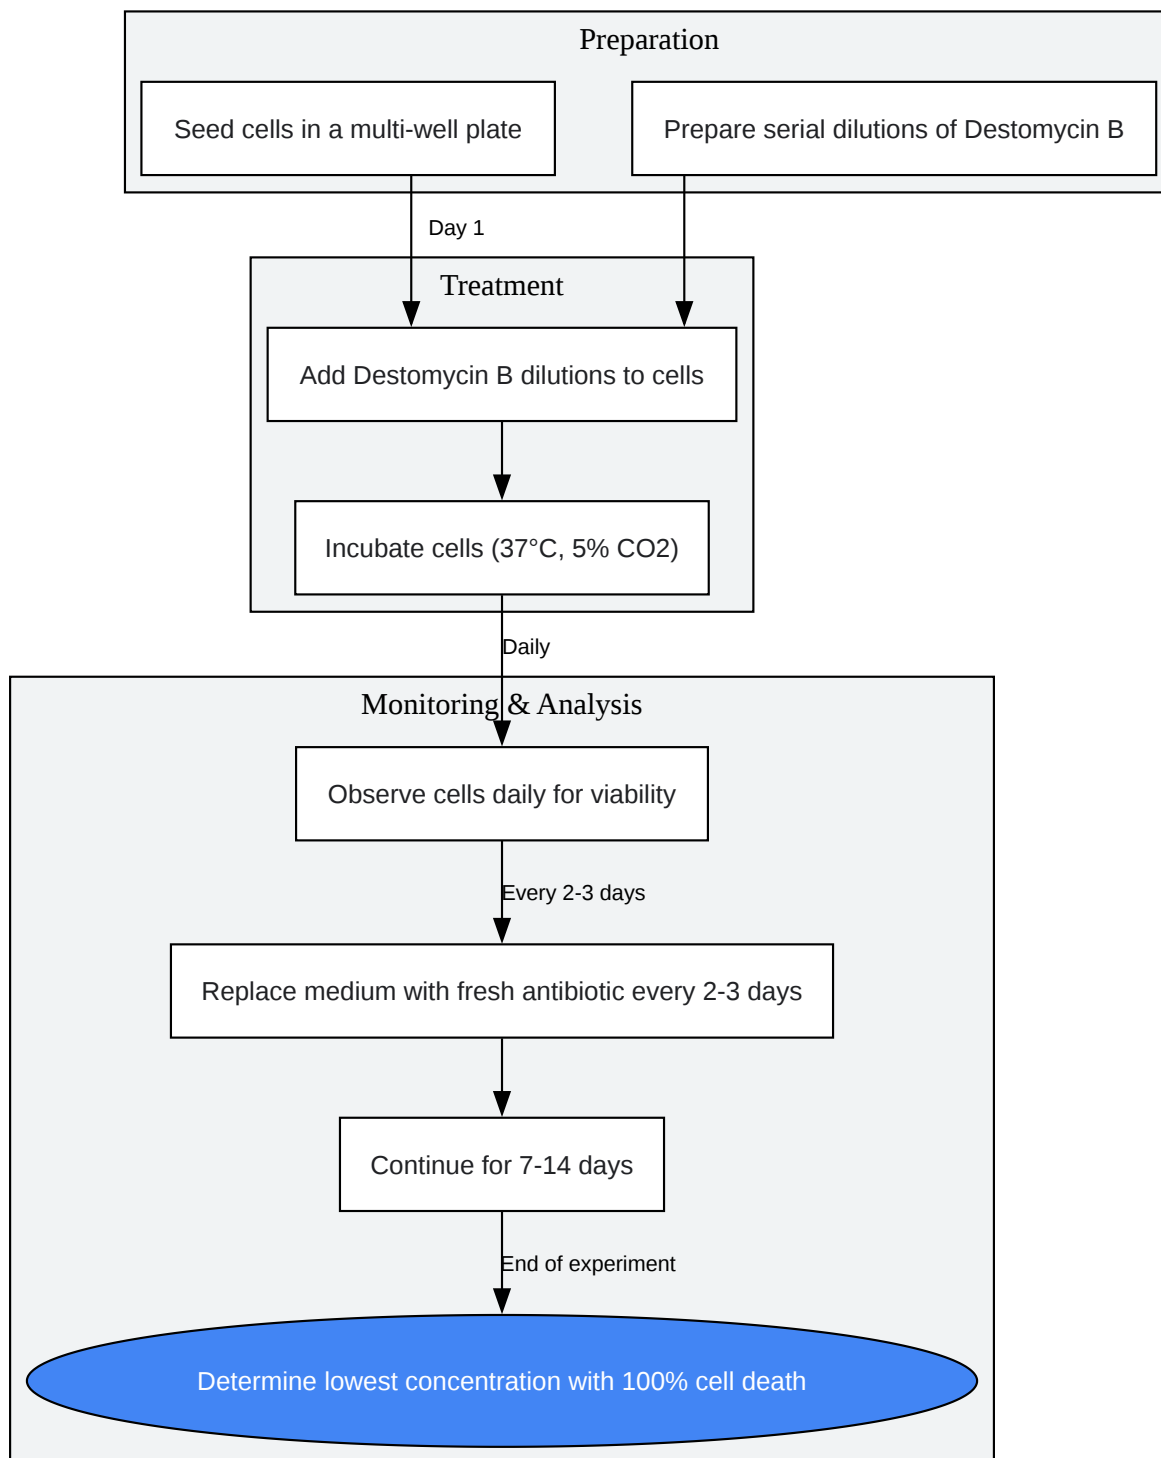 Preparation
Seed cells in a multi-well plate
Prepare serial dilutions of Destomycin B
Day 1
Treatment
Add Destomycin B dilutions to cells
Incubate cells (37°C, 5% CO2)
Daily
Monitoring & Analysis
Observe cells daily for viability
Every 2-3 days
Replace medium with fresh antibiotic every 2-3 days
Continue for 7-14 days
End of experiment
Determine lowest concentration with 100% cell death